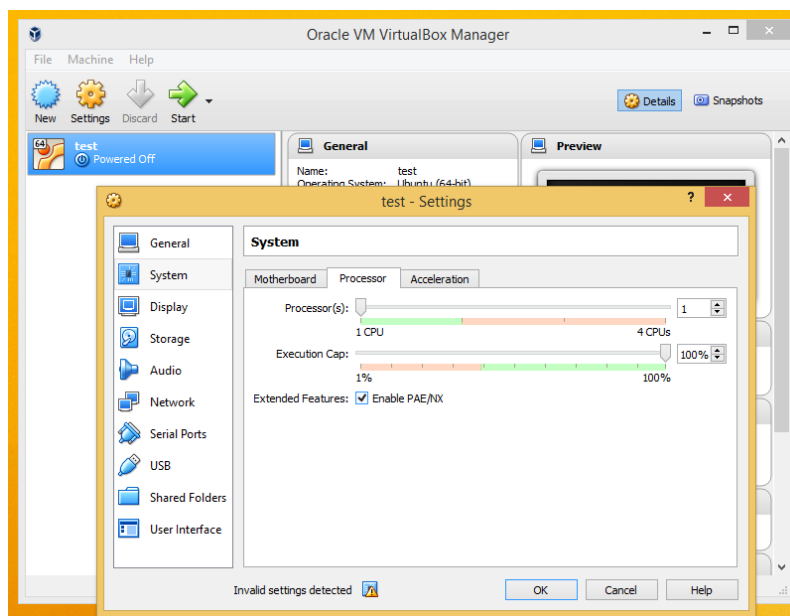 Oracle VM VirtualBox Manager
File Machine Help
New Settings Discard Start
Details Snapshots
64
test
Powered Off
General
Name: test
Operating System: Ubuntu (64-bit)
Preview
test - Settings
?
General
System
Display
Storage
Audio
Network
Serial Ports
USB
Shared Folders
User Interface
System
Motherboard Processor Acceleration
Processor(s): 1
1 CPU 4 CPUs
Execution Cap: 100%
1% 100%
Extended Features: Enable PAE/NX
Invalid settings detected
OK Cancel Help